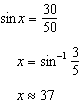 sin x = 30/50
x = sin⁻¹ 3/5
x ≈ 37